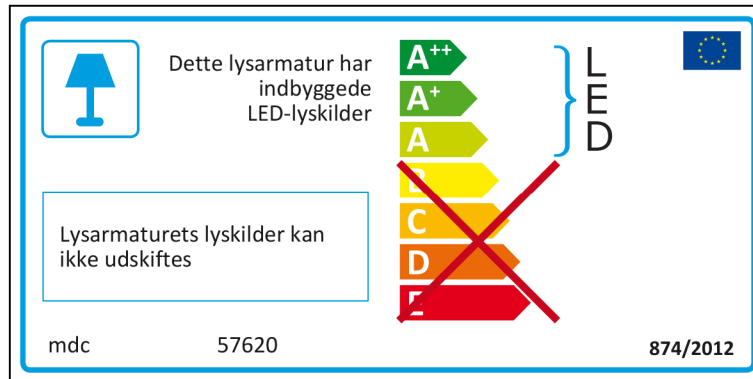 Dette lysarmatur har
indbyggede
LED-lyskilder
A++
A+
A
B
C
D
E
L
E
D
Lysarmaturets lyskilder kan
ikke udskiftes
mdc 57620
874/2012